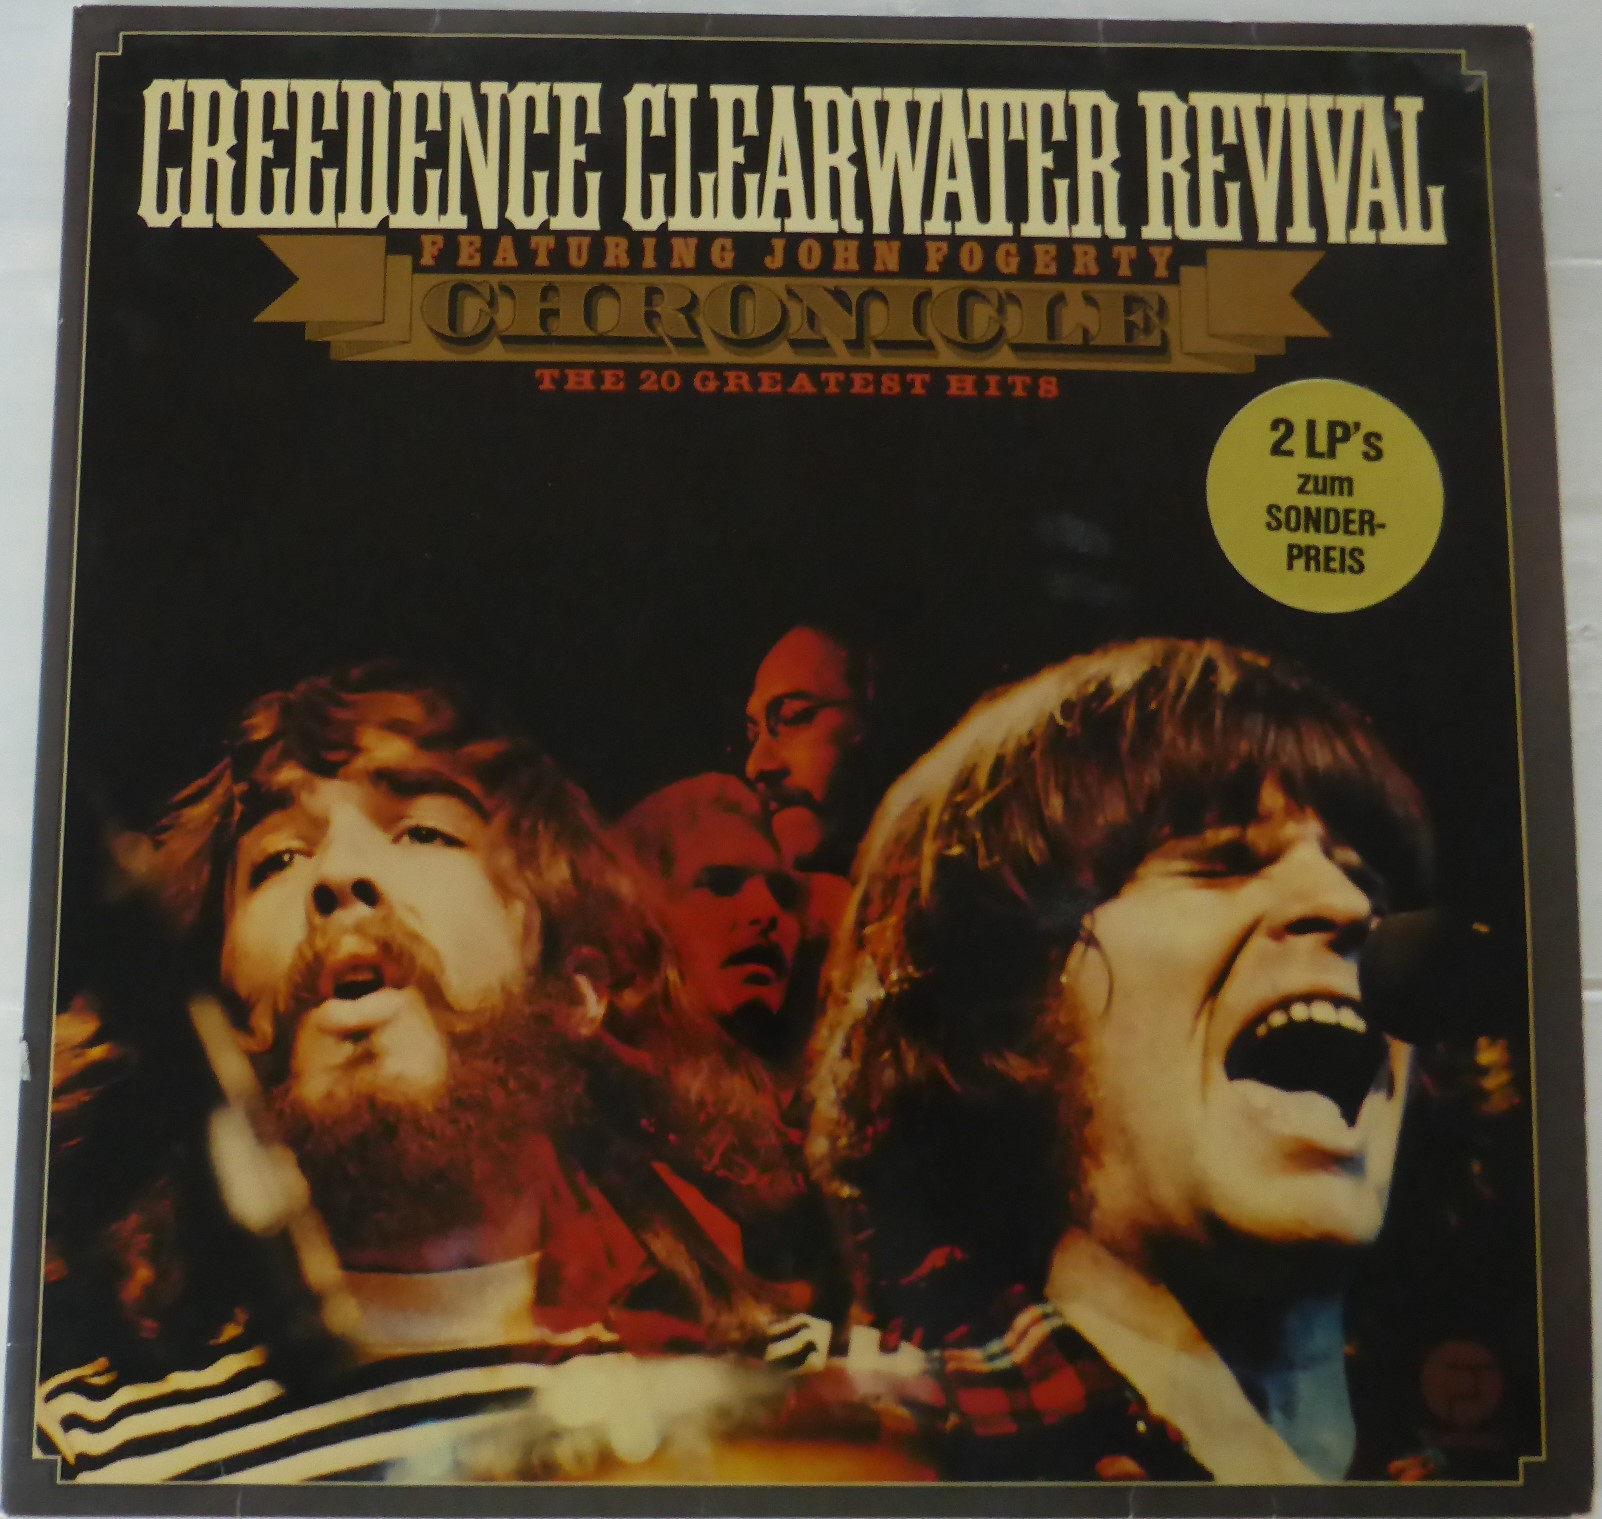 CREEDENCE CLEARWATER REVIVAL
FEATURING JOHN FOGERTY
CHRONICLE
THE 20 GREATEST HITS
2 LP's
zum
SONDER-
PREIS